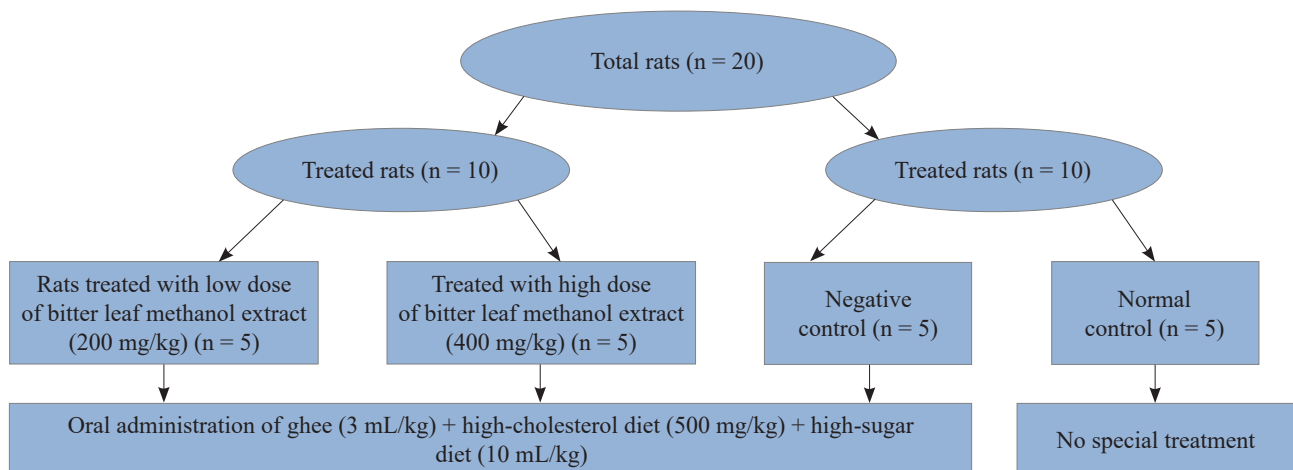 Total rats (n = 20)
Treated rats (n = 10)
Treated rats (n = 10)
Rats treated with low dose
of bitter leaf methanol extract
(200 mg/kg) (n = 5)
Treated with high dose
of bitter leaf methanol extract
(400 mg/kg) (n = 5)
Negative
control (n = 5)
Normal
control (n = 5)
Oral administration of ghee (3 mL/kg) + high-cholesterol diet (500 mg/kg) + high-sugar
diet (10 mL/kg)
No special treatment